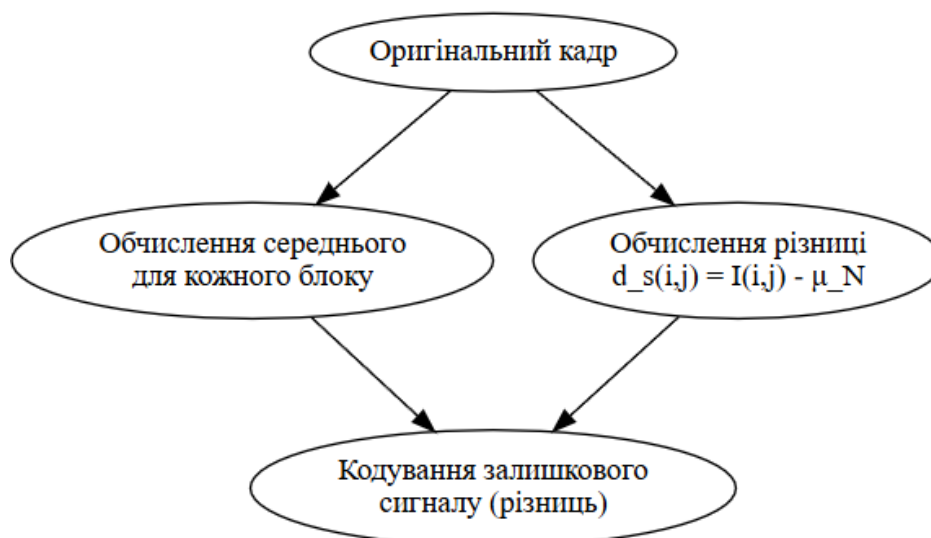 Оригінальний кадр
Обчислення середнього
для кожного блоку
Обчислення різниці
d_s(i,j) = I(i,j) - μ_N
Кодування залишкового
сигналу (різниць)